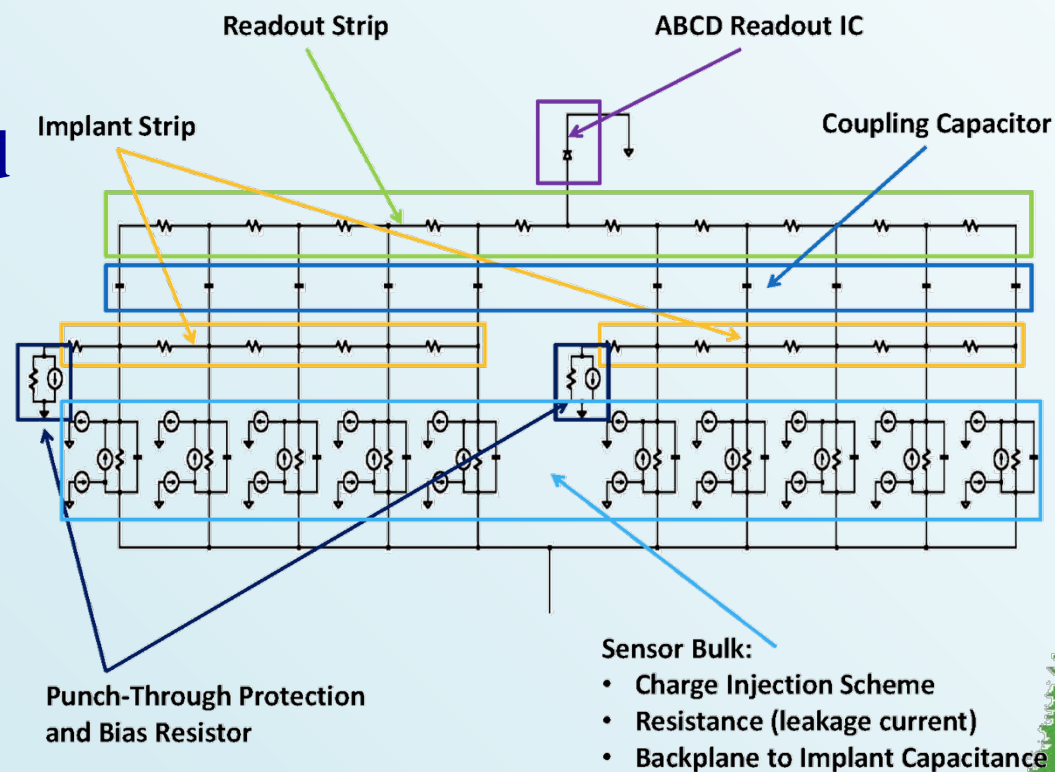 Readout Strip
ABCD Readout IC
Implant Strip
Coupling Capacitor
Punch-Through Protection
and Bias Resistor
Sensor Bulk:
• Charge Injection Scheme
• Resistance (leakage current)
• Backplane to Implant Capacitance